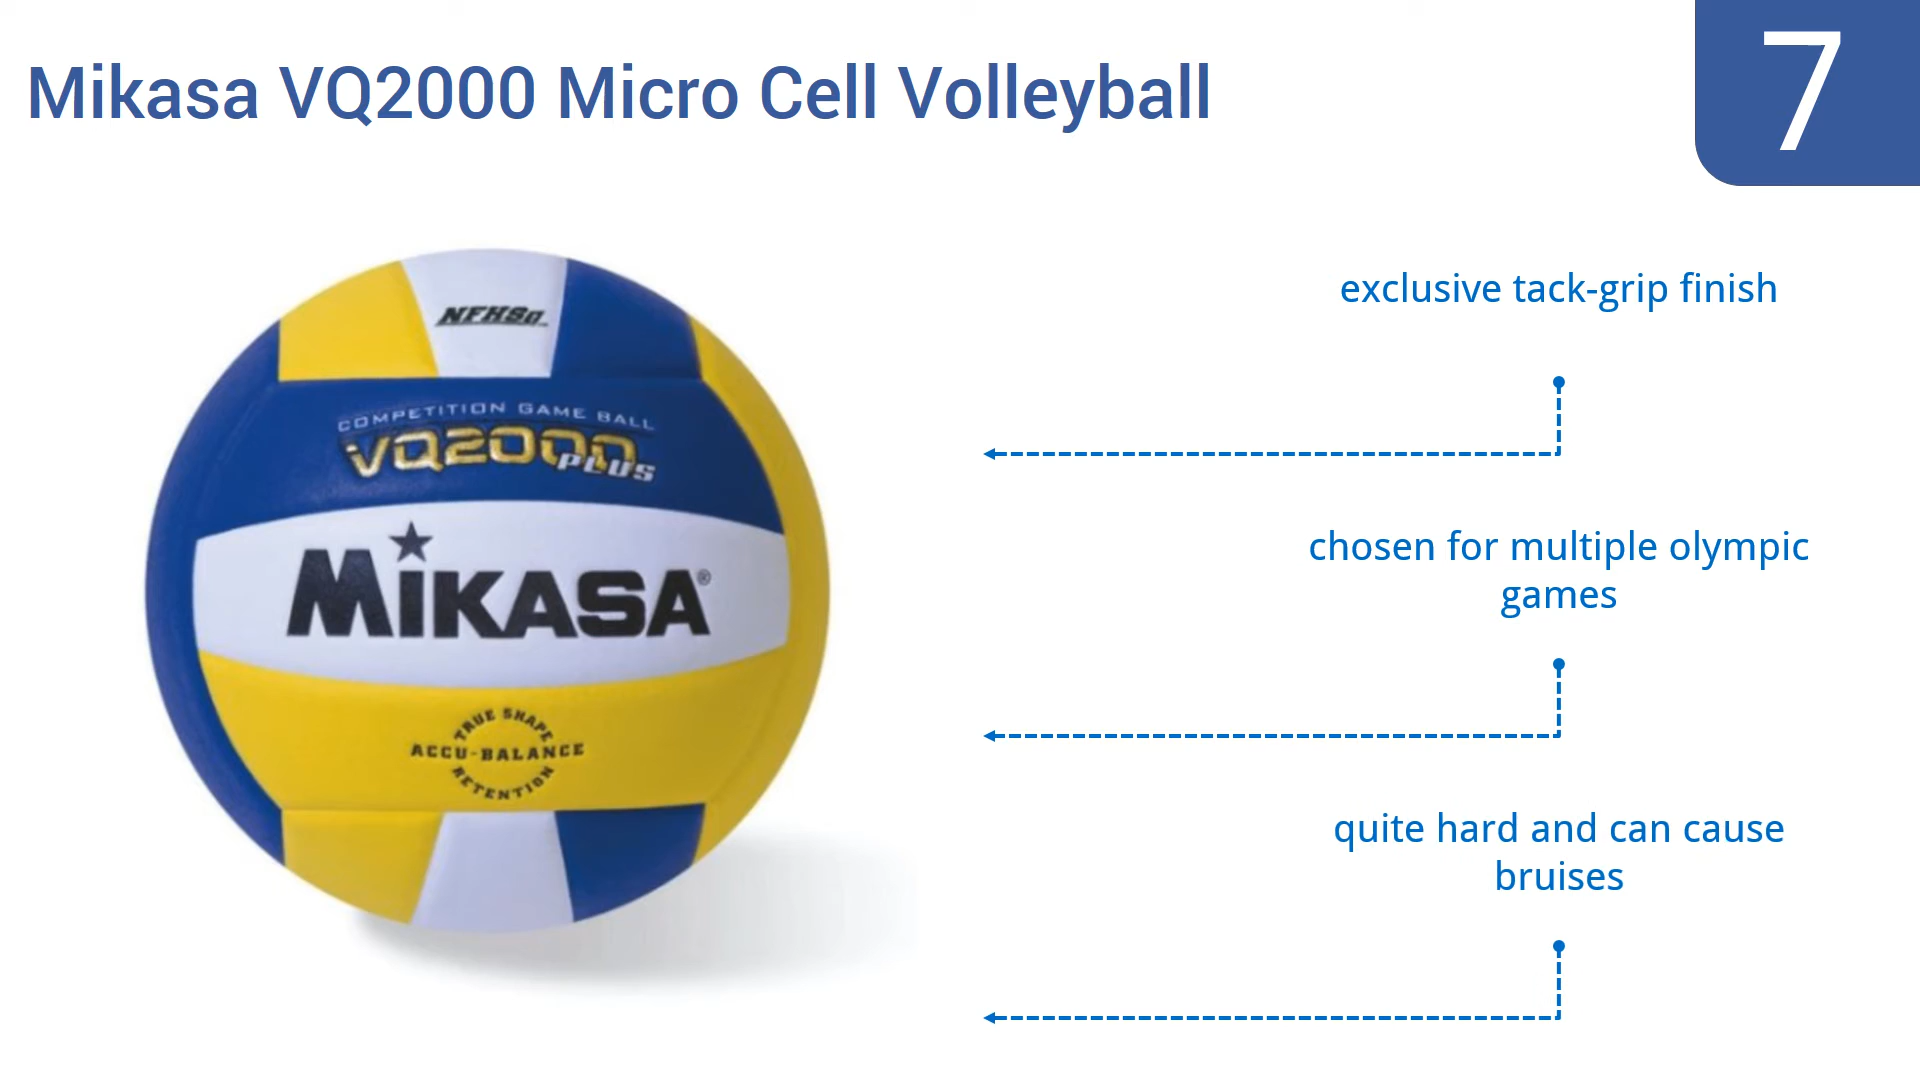 Mikasa VQ2000 Micro Cell Volleyball
7
NFHS
COMPETITION GAME BALL
VQ2000
PLUS
MiKASA®
TRUE SHAPE
ACCU-BALANCE
RETENTION
exclusive tack-grip finish
chosen for multiple olympic
games
quite hard and can cause
bruises